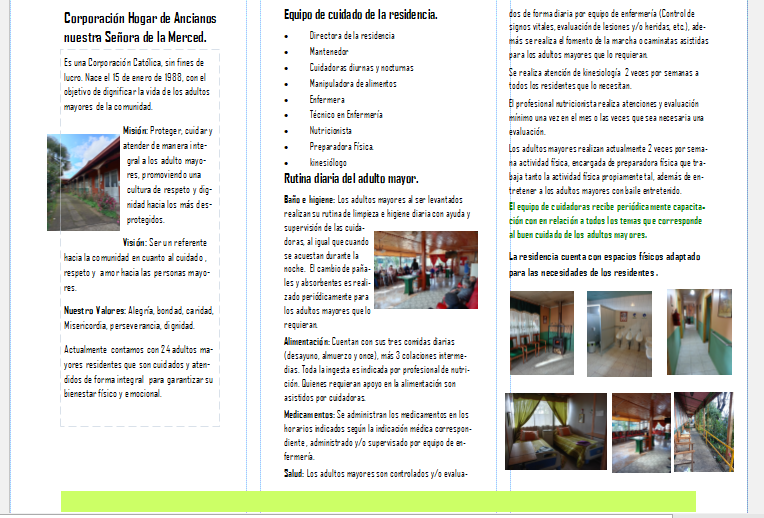 Corporación Hogar de Ancianos
nuestra Señora de la Merced.
Es una Corporación Católica, sin fines de
lucro. Nace el 15 de enero de 1988, con el
objetivo de dignificar la vida de los adultos
mayores de la comunidad.
Misión: Proteger, cuidar y
atender de manera inte-
gral a los adulto mayo-
res, promoviendo una
cultura de respeto y dig-
nidad hacia los más des-
protegidos.
Visión: Ser un referente
hacia la comunidad en cuanto al cuidado ,
respeto y amor hacia las personas mayo-
res.
Nuestro Valores: Alegría, bondad, caridad,
Misericordia, perseverancia, dignidad.
Actualmente contamos con 24 adultos ma-
yores residentes que son cuidados y aten-
didos de forma integral para garantizar su
bienestar físico y emocional.
Equipo de cuidado de la residencia.
• Directora de la residencia
• Mantenedor
• Cuidadoras diurnas y nocturnas
• Manipuladora de alimentos
• Enfermera
• Técnico en Enfermería
• Nutricionista
• Preparadora Física.
• kinesiólogo
Rutina diaria del adulto mayor.
Baño e higiene: Los adultos mayores al ser levantados
realizan su rutina de limpieza e higiene diaria con ayuda y
supervisión de las cuida-
doras, al igual que cuando
se acuestan durante la
noche. El cambio de paña-
les y absorbentes es reali-
zado periódicamente para
los adultos mayores que lo
requieran.
Alimentación: Cuentan con sus tres comidas diarias
(desayuno, almuerzo y once), más 3 colaciones interme-
dias. Toda la ingesta es indicada por profesional de nutri-
ción. Quienes requieran apoyo en la alimentación son
asistidos por cuidadoras.
Medicamentos: Se administran los medicamentos en los
horarios indicados según la indicación médica correspon-
diente, administrado y/o supervisado por equipo de en-
fermería.
Salud: Los adultos mayores son controlados y/o evalua-
dos de forma diaria por equipo de enfermería (Control de
signos vitales, evaluación de lesiones y/o heridas, etc.), ade-
más se realiza el fomento de la marcha o caminatas asistidas
para los adultos mayores que lo requieran.
Se realiza atención de kinesiología 2 veces por semanas a
todos los residentes que lo necesitan.
El profesional nutricionista realiza atenciones y evaluación
mínimo una vez en el mes o las veces que sea necesaria una
evaluación.
Los adultos mayores realizan actualmente 2 veces por sema-
na actividad física, encargada de preparadora física que tra-
baja tanto la actividad física propiamente tal, además de en-
tretener a los adultos mayores con baile entretenido.
El equipo de cuidadoras recibe periódicamente capacita-
ción con en relación a todos los temas que corresponde
al buen cuidado de los adultos mayores.
La residencia cuenta con espacios físicos adaptado
para las necesidades de los residentes .